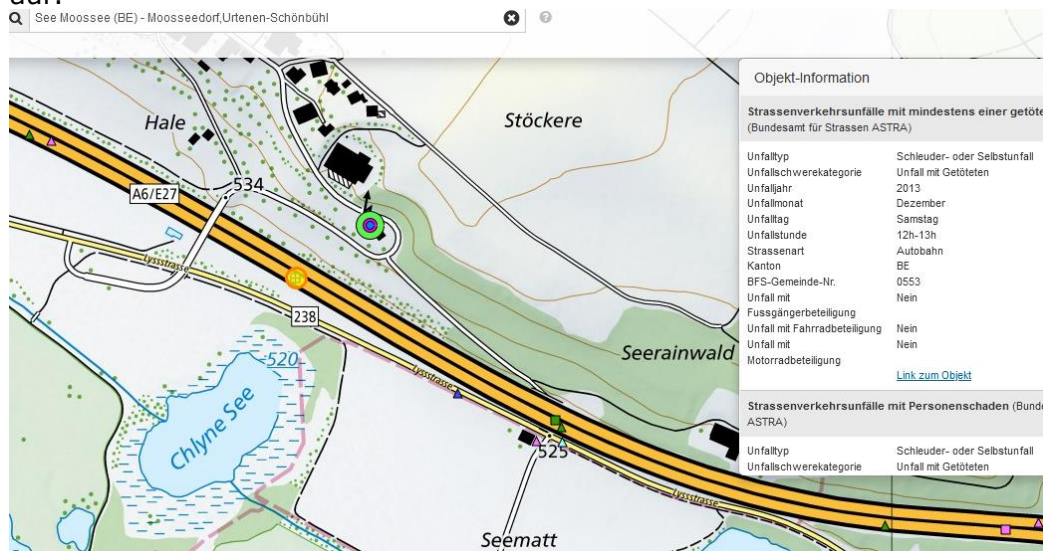 See Moossee (BE) - Moosseedorf,Urtenen-Schönbühl
Hale
Stöckere
534
A6/E27
Lyssstrasse
238
520
Chlyne See
Seerainwald
Lyssstrasse
525
Lyssstrasse
Seematt
Objekt-Information
Strassenverkehrsunfälle mit mindestens einer getöte
(Bundesamt für Strassen ASTRA)
Unfalltyp Schleuder- oder Selbstunfall
Unfallschwerekategorie Unfall mit Getöteten
Unfalljahr 2013
Unfallmonat Dezember
Unfalltag Samstag
Unfallstunde 12h-13h
Strassenart Autobahn
Kanton BE
BFS-Gemeinde-Nr. 0553
Unfall mit Nein
Fussgängerbeteiligung
Unfall mit Fahrradbeteiligung Nein
Unfall mit Nein
Motorradbeteiligung
Link zum Objekt
Strassenverkehrsunfälle mit Personenschaden (Bunde
ASTRA)
Unfalltyp Schleuder- oder Selbstunfall
Unfallschwerekategorie Unfall mit Getöteten